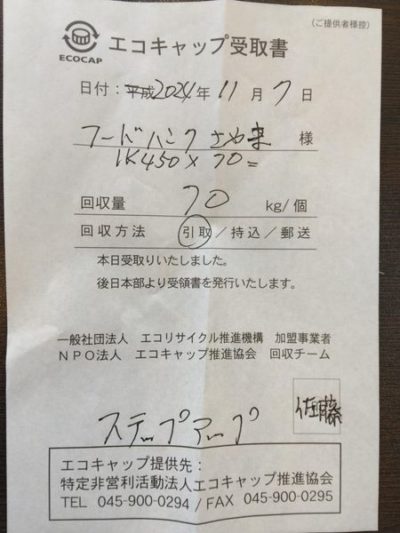 (ご提供者様控)
ECOCAP
エコキャップ受取書
日付：平成2024年11月7日
フードバンク さやま 様
1K450×70=
回収量 70 kg/個
回収方法 引取／持込／郵送
本日受取りいたしました。
後日本部より受領書を発行いたします。
一般社団法人 エコリサイクル推進機構 加盟事業者
ＮＰＯ法人 エコキャップ推進協会 回収チーム
佐藤
ステップアップ
エコキャップ提供先：
特定非営利活動法人エコキャップ推進協会
TEL 045-900-0294 / FAX 045-900-0295